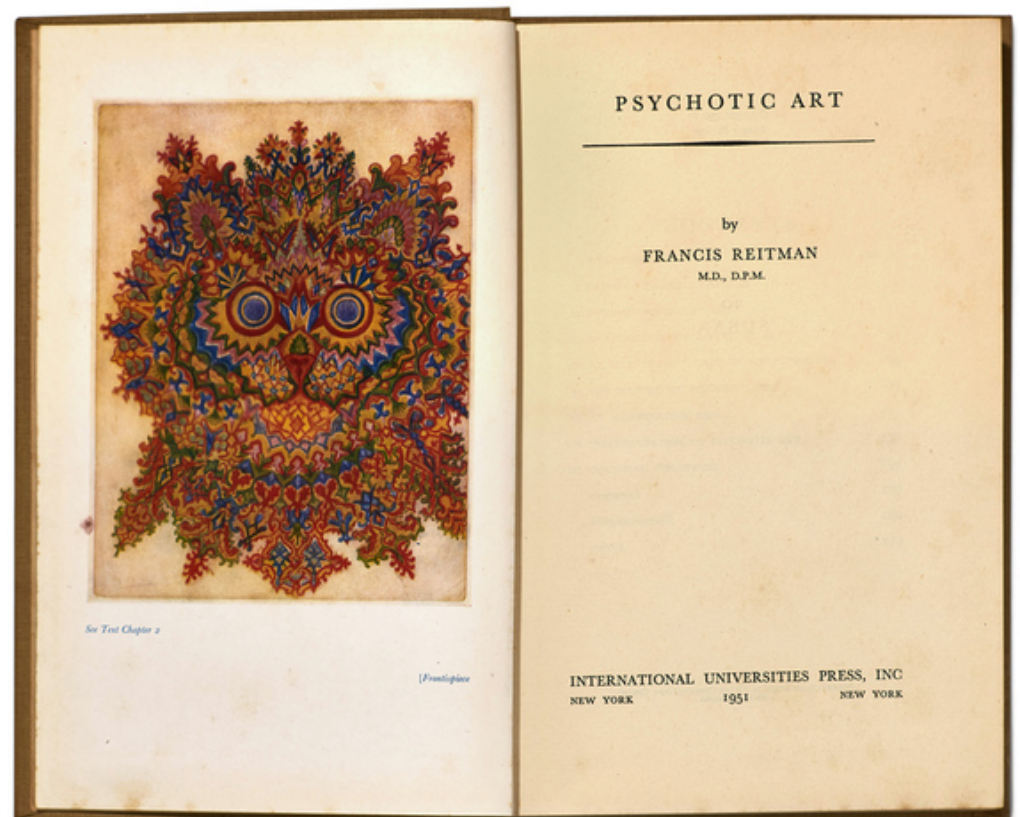 See Text Chapter 2
[Frontispiece
PSYCHOTIC ART
by
FRANCIS REITMAN
M.D., D.P.M.
INTERNATIONAL UNIVERSITIES PRESS, INC
NEW YORK 1951 NEW YORK